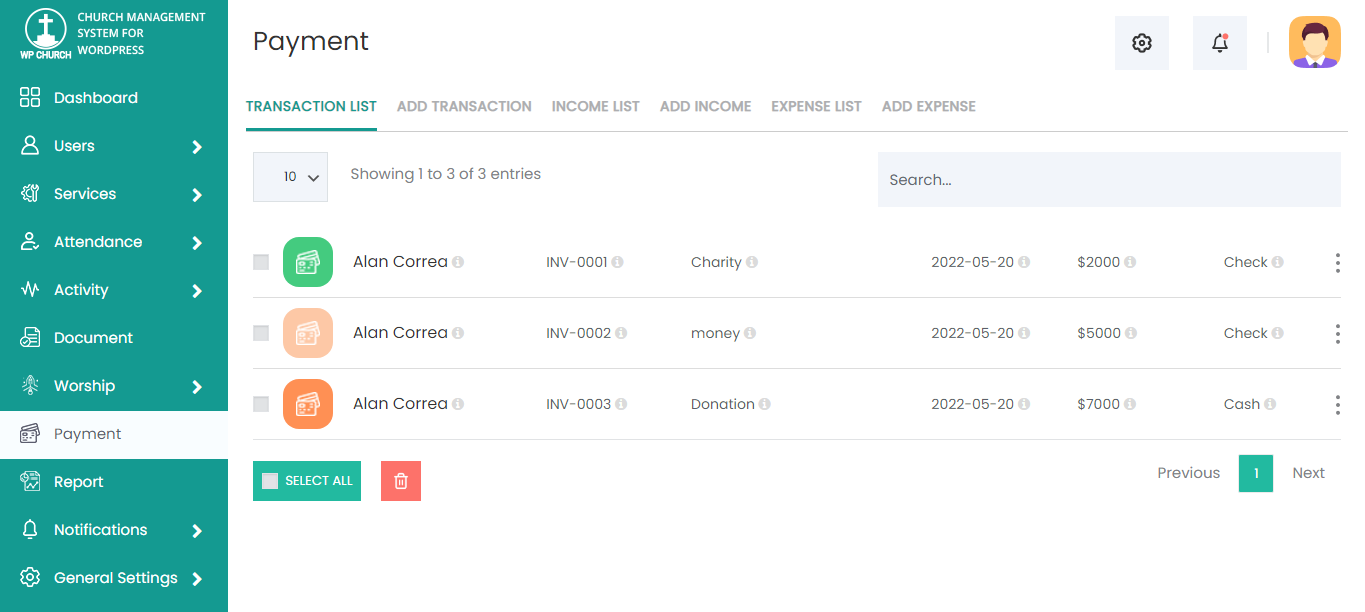 CHURCH MANAGEMENT
SYSTEM FOR
WORDPRESS
WP CHURCH
Dashboard
Users
Services
Attendance
Activity
Document
Worship
Payment
Report
Notifications
General Settings
Payment
TRANSACTION LIST ADD TRANSACTION INCOME LIST ADD INCOME EXPENSE LIST ADD EXPENSE
10 Showing 1 to 3 of 3 entries Search...
Alan Correa INV-0001 Charity 2022-05-20 $2000 Check
Alan Correa INV-0002 money 2022-05-20 $5000 Check
Alan Correa INV-0003 Donation 2022-05-20 $7000 Cash
SELECT ALL Previous 1 Next